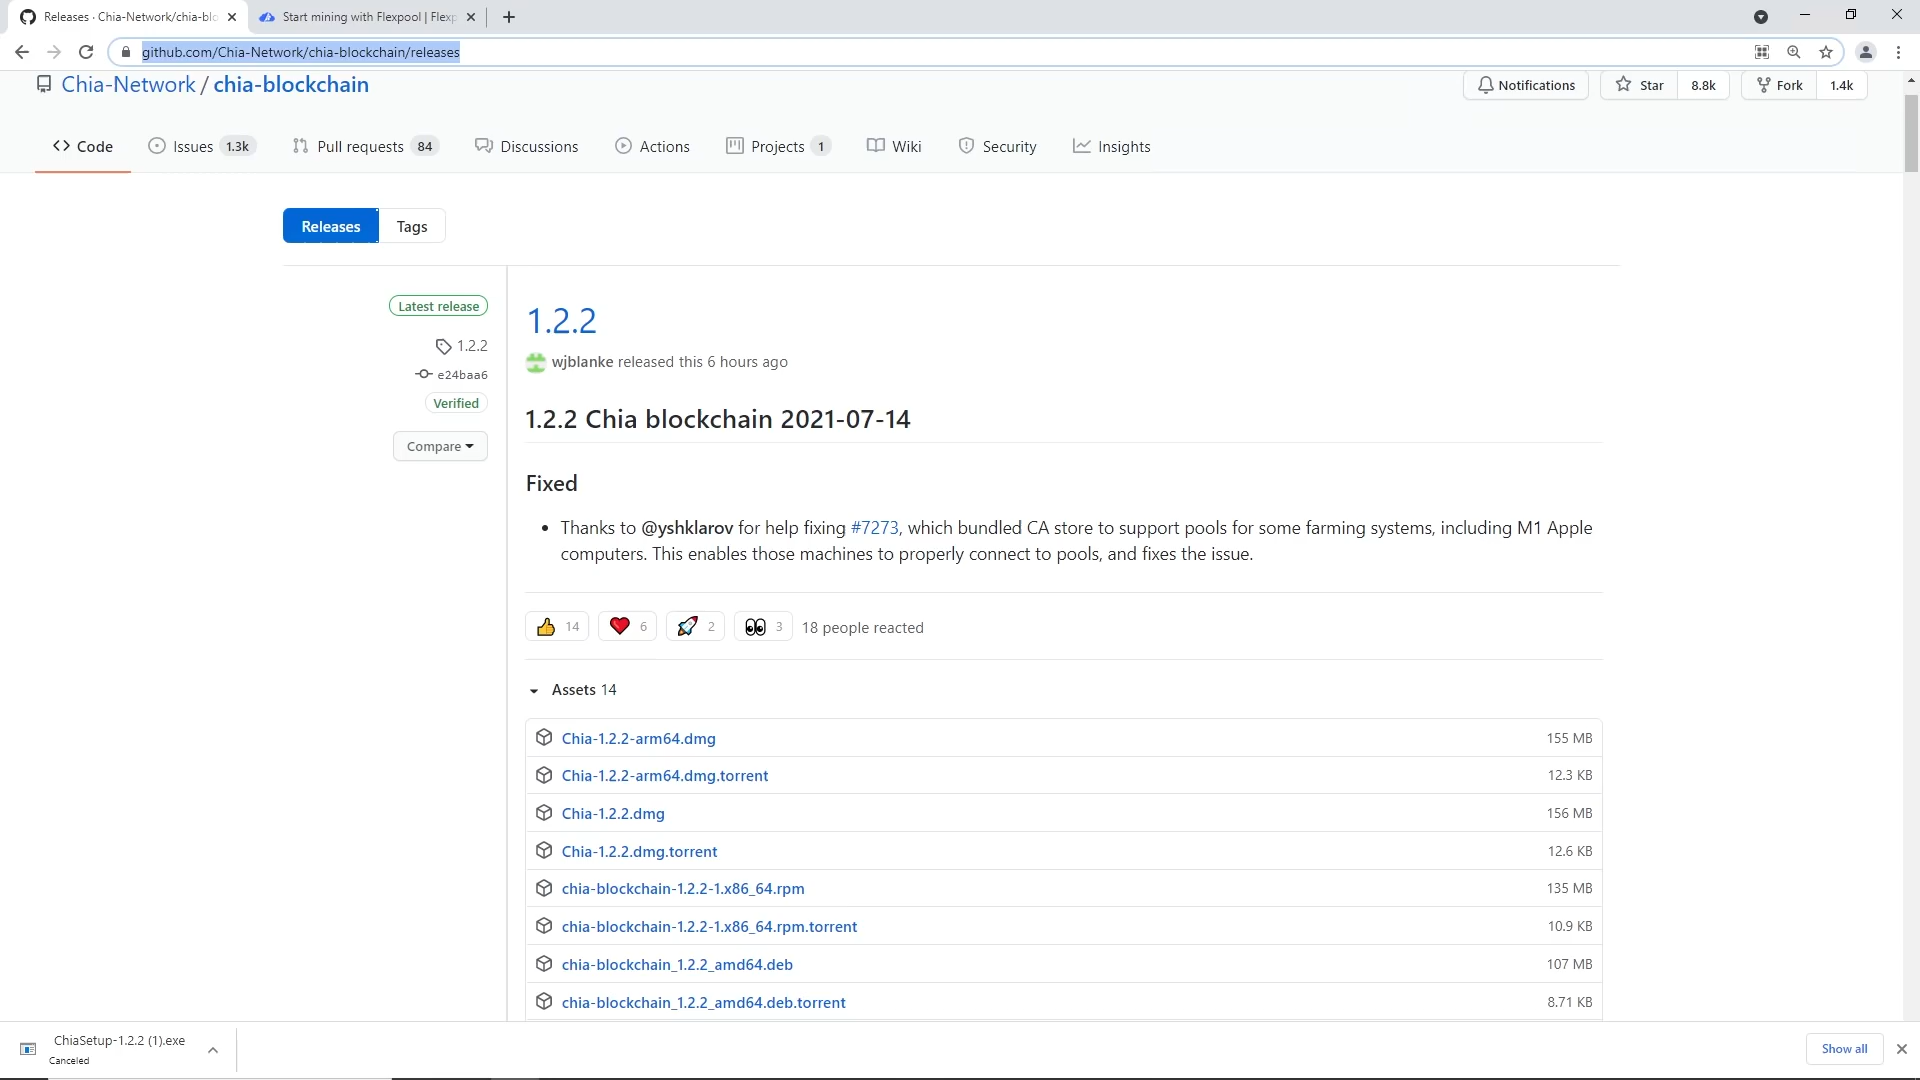 Releases · Chia-Network/chia-blo
Start mining with Flexpool | Flexp
github.com/Chia-Network/chia-blockchain/releases
Chia-Network / chia-blockchain
Notifications
Star 8.8k
Fork 1.4k
Code
Issues 1.3k
Pull requests 84
Discussions
Actions
Projects 1
Wiki
Security
Insights
Releases
Tags
Latest release
1.2.2
e24baa6
Verified
Compare
1.2.2
wjblanke released this 6 hours ago
1.2.2 Chia blockchain 2021-07-14
Fixed
Thanks to @yshklarov for help fixing #7273, which bundled CA store to support pools for some farming systems, including M1 Apple
computers. This enables those machines to properly connect to pools, and fixes the issue.
14
6
2
3
18 people reacted
Assets 14
Chia-1.2.2-arm64.dmg 155 MB
Chia-1.2.2-arm64.dmg.torrent 12.3 KB
Chia-1.2.2.dmg 156 MB
Chia-1.2.2.dmg.torrent 12.6 KB
chia-blockchain-1.2.2-1.x86_64.rpm 135 MB
chia-blockchain-1.2.2-1.x86_64.rpm.torrent 10.9 KB
chia-blockchain_1.2.2_amd64.deb 107 MB
chia-blockchain_1.2.2_amd64.deb.torrent 8.71 KB
ChiaSetup-1.2.2 (1).exe
Canceled
Show all